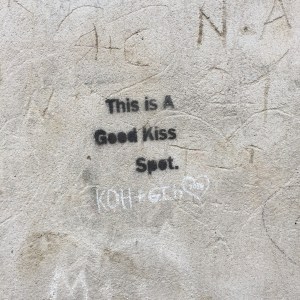 N.A
A+C
This is A
Good Kiss
Spot.
M